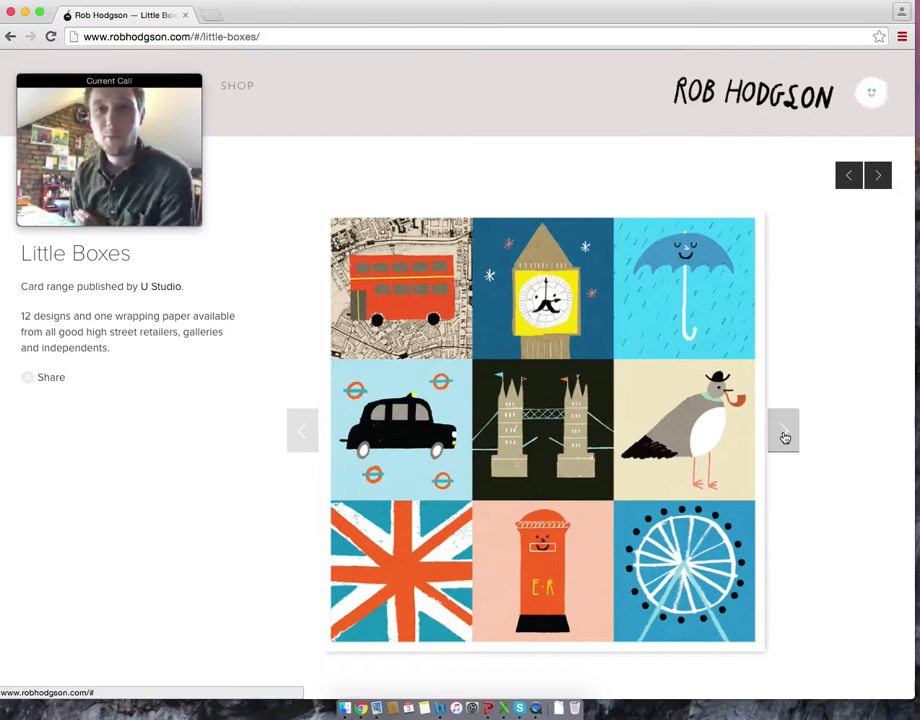 Rob Hodgson — Little Bo
www.robhodgson.com/#/little-boxes/
Current Call
SHOP
ROB HODGSON
Little Boxes
Card range published by U Studio.
12 designs and one wrapping paper available
from all good high street retailers, galleries
and independents.
Share
E·R
www.robhodgson.com/#